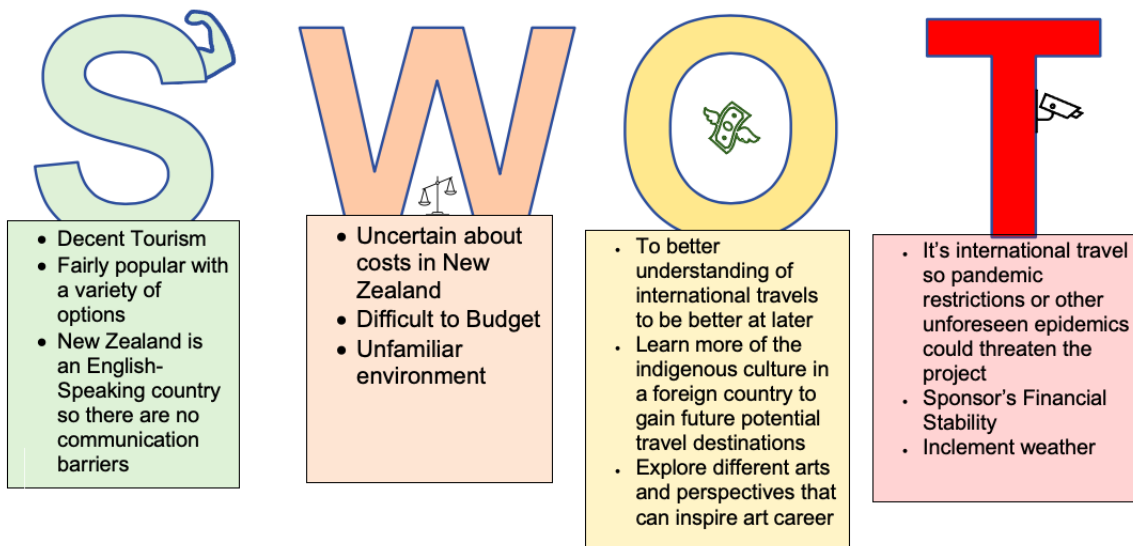 S
W
O
T
• Decent Tourism
• Fairly popular with
a variety of
options
• New Zealand is
an English-
Speaking country
so there are no
communication
barriers
• Uncertain about
costs in New
Zealand
• Difficult to Budget
• Unfamiliar
environment
• To better
understanding of
international travels
to be better at later
• Learn more of the
indigenous culture in
a foreign country to
gain future potential
travel destinations
• Explore different arts
and perspectives that
can inspire art career
• It’s international travel
so pandemic
restrictions or other
unforeseen epidemics
could threaten the
project
• Sponsor’s Financial
Stability
• Inclement weather